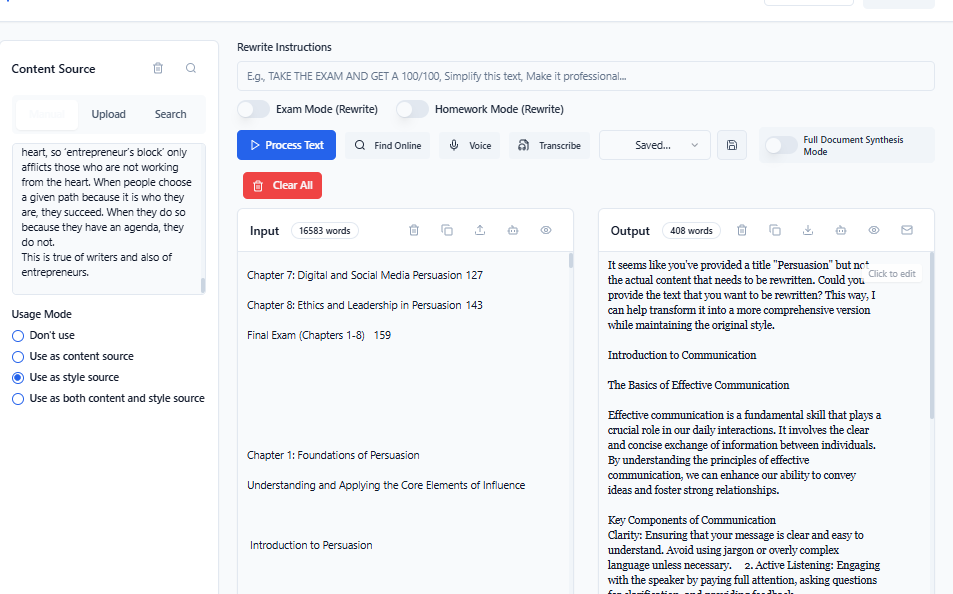 Rewrite Instructions
Content Source
E.g., TAKE THE EXAM AND GET A 100/100, Simplify this text, Make it professional...
Exam Mode (Rewrite)
Homework Mode (Rewrite)
Upload
Search
Process Text
Find Online
Voice
Transcribe
Saved...
Full Document Synthesis
Mode
Clear All
heart, so 'entrepreneur's block' only
afflicts those who are not working
from the heart. When people choose
a given path because it is who they
are, they succeed. When they do so
because they have an agenda, they
do not.
This is true of writers and also of
entrepreneurs.
Usage Mode
Don't use
Use as content source
Use as style source
Use as both content and style source
Input
16583 words
Chapter 7: Digital and Social Media Persuasion 127
Chapter 8: Ethics and Leadership in Persuasion 143
Final Exam (Chapters 1-8) 159
Chapter 1: Foundations of Persuasion
Understanding and Applying the Core Elements of Influence
Introduction to Persuasion
Output
408 words
Click to edit
It seems like you've provided a title "Persuasion" but not
the actual content that needs to be rewritten. Could you
provide the text that you want to be rewritten? This way, I
can help transform it into a more comprehensive version
while maintaining the original style.
Introduction to Communication
The Basics of Effective Communication
Effective communication is a fundamental skill that plays a
crucial role in our daily interactions. It involves the clear
and concise exchange of information between individuals.
By understanding the principles of effective
communication, we can enhance our ability to convey
ideas and foster strong relationships.
Key Components of Communication
Clarity: Ensuring that your message is clear and easy to
understand. Avoid using jargon or overly complex
language unless necessary. 2. Active Listening: Engaging
with the speaker by paying full attention, asking questions
for clarification, and providing feedback.